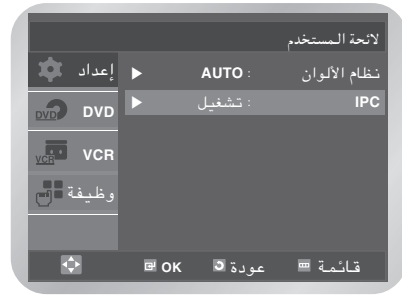 لائحة المستخدم
إعداد
نظام الألوان : AUTO ◀
DVD
IPC : تشغيل ◀
VCR
وظيفة
قائمة عودة OK